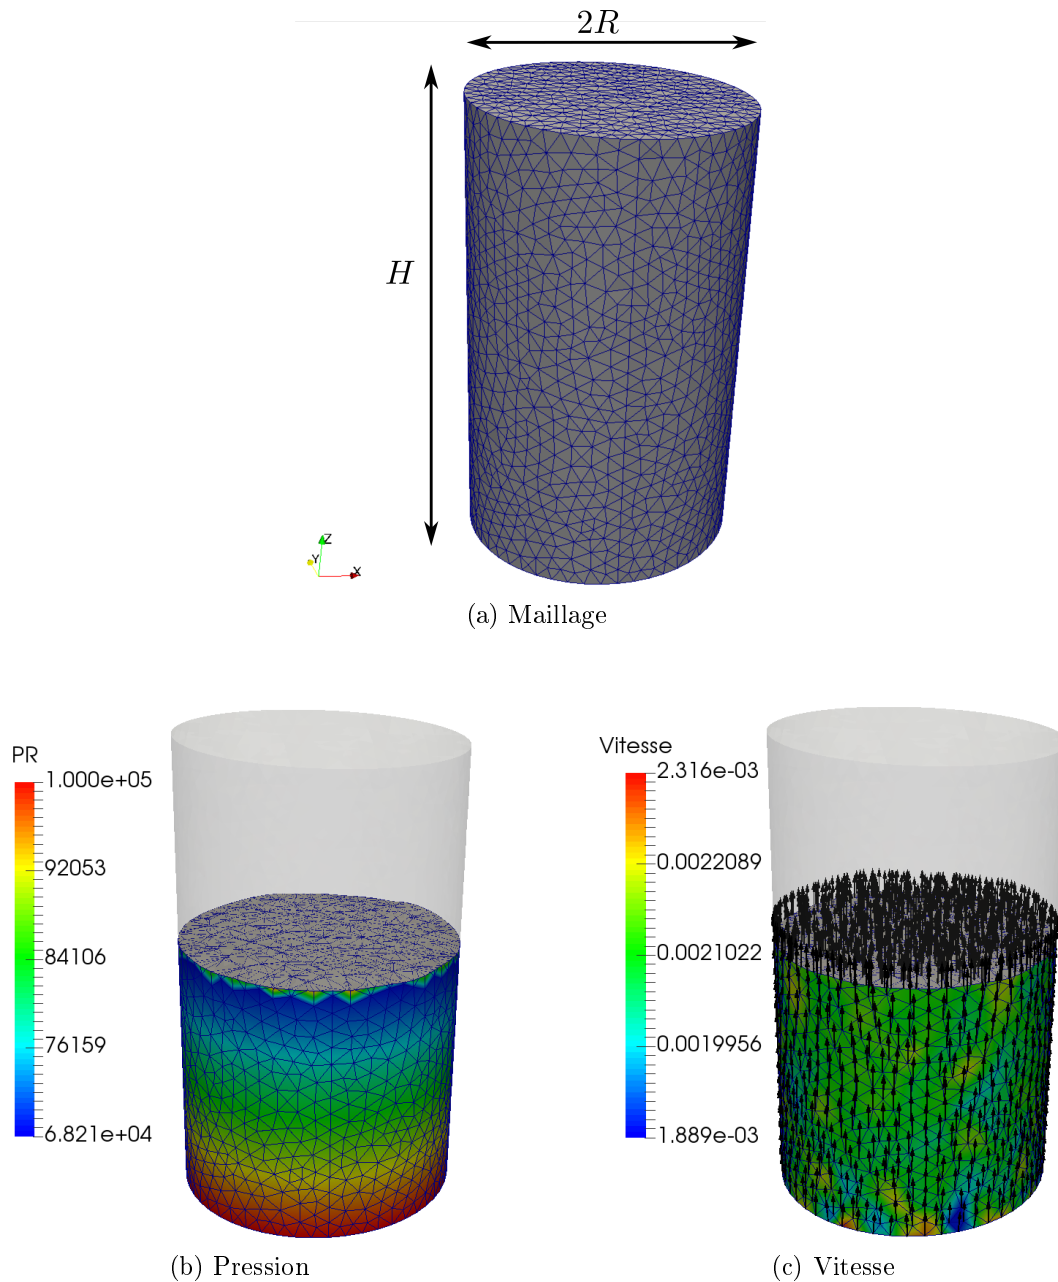 2R
H
Z
Y
X
(a) Maillage
PR
1.000e+05
92053
84106
76159
6.821e+04
(b) Pression
Vitesse
2.316e-03
0.0022089
0.0021022
0.0019956
1.889e-03
(c) Vitesse